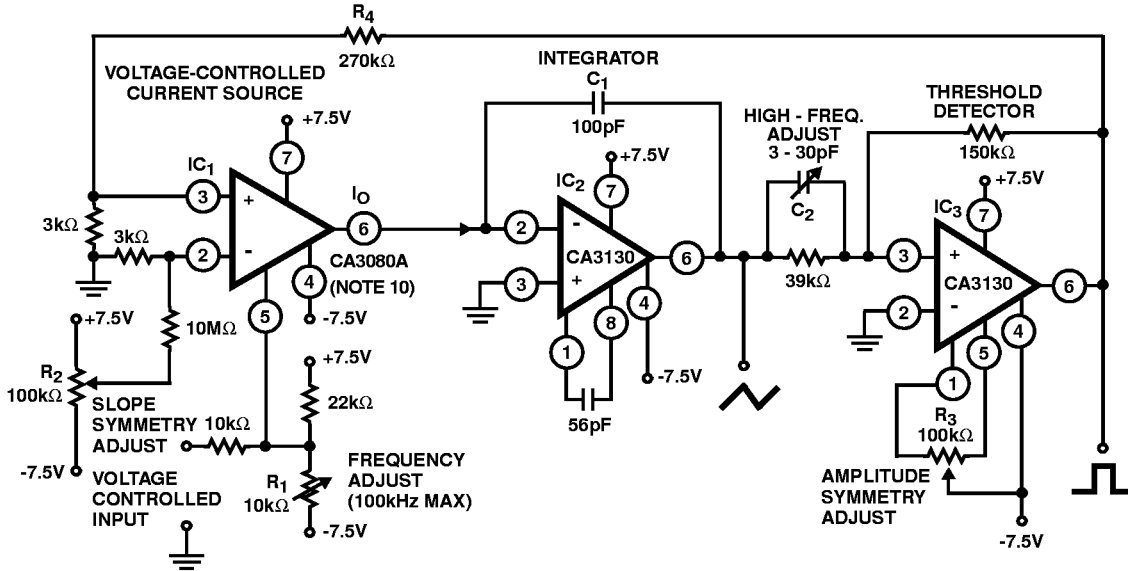 R4
270kΩ
VOLTAGE-CONTROLLED
CURRENT SOURCE
+7.5V
7
IC1
3
+
3kΩ
3kΩ
2
-
IO
6
CA3080A
(NOTE 10)
4
-7.5V
5
+7.5V
10MΩ
R2
100kΩ
SLOPE
SYMMETRY
ADJUST
-7.5V
10kΩ
VOLTAGE
CONTROLLED
INPUT
+7.5V
22kΩ
R1
10kΩ
FREQUENCY
ADJUST
(100kHz MAX)
-7.5V
INTEGRATOR
C1
100pF
+7.5V
7
IC2
2
-
CA3130
3
+
6
4
8
1
-7.5V
56pF
HIGH - FREQ.
ADJUST
3 - 30pF
C2
39kΩ
THRESHOLD
DETECTOR
150kΩ
+7.5V
7
IC3
3
+
CA3130
2
-
6
4
5
1
R3
100kΩ
AMPLITUDE
SYMMETRY
ADJUST
-7.5V